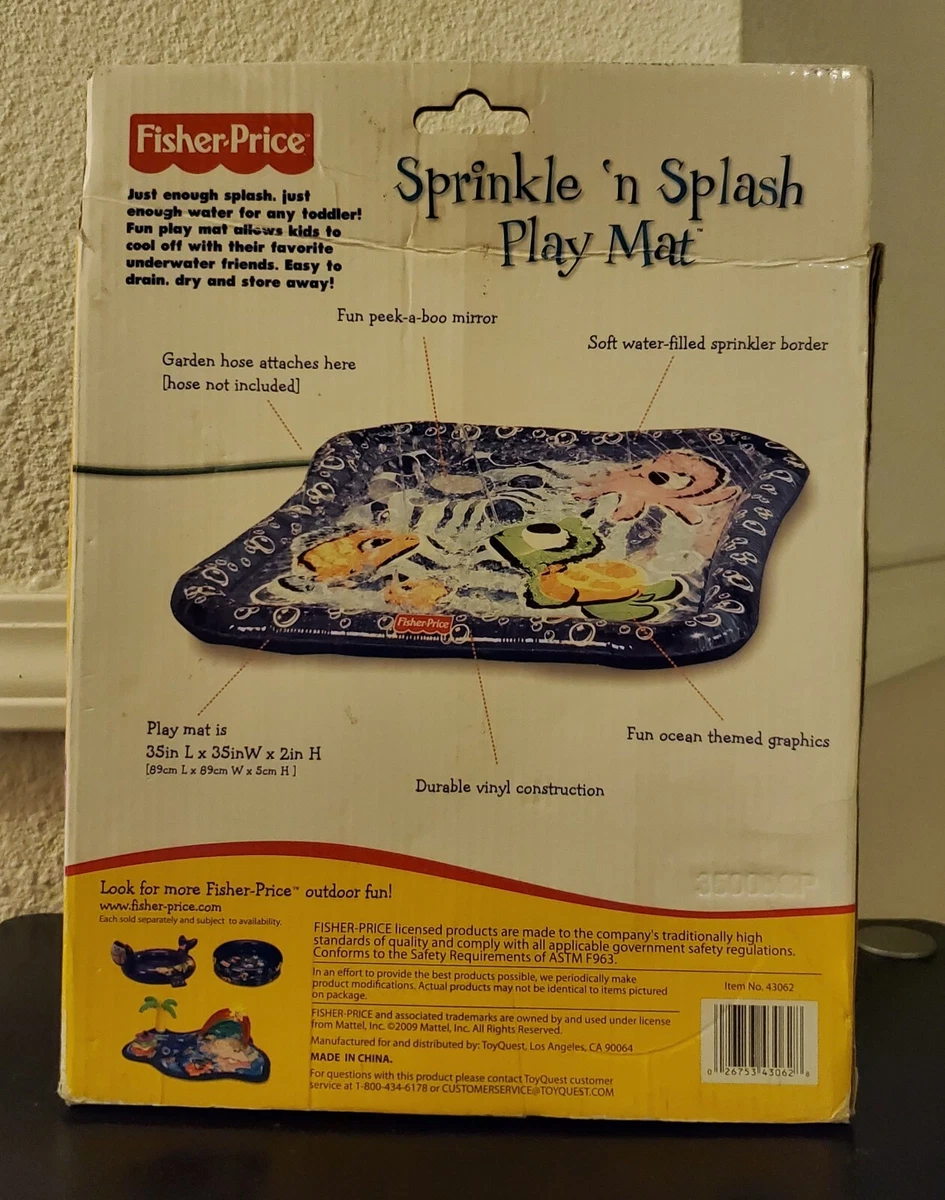 Fisher-Price™
Sprinkle 'n Splash
Play Mat™
Just enough splash, just
enough water for any toddler!
Fun play mat allows kids to
cool off with their favorite
underwater friends. Easy to
drain, dry and store away!
Fun peek-a-boo mirror
Soft water-filled sprinkler border
Garden hose attaches here
[hose not included]
Fisher-Price
Play mat is
35in L x 35inW x 2in H
[89cm L x 89cm W x 5cm H ]
Fun ocean themed graphics
Durable vinyl construction
Look for more Fisher-Price™ outdoor fun!
www.fisher-price.com
Each sold separately and subject to availability.
FISHER-PRICE licensed products are made to the company's traditionally high
standards of quality and comply with all applicable government safety regulations.
Conforms to the Safety Requirements of ASTM F963.
In an effort to provide the best products possible, we periodically make
product modifications. Actual products may not be identical to items pictured
on package.
Item No. 43062
FISHER-PRICE and associated trademarks are owned by and used under license
from Mattel, Inc. ©2009 Mattel, Inc. All Rights Reserved.
Manufactured for and distributed by: ToyQuest, Los Angeles, CA 90064
MADE IN CHINA.
For questions with this product please contact ToyQuest customer
service at 1-800-434-6178 or CUSTOMERSERVICE@TOYQUEST.COM
0 26753 43062 8